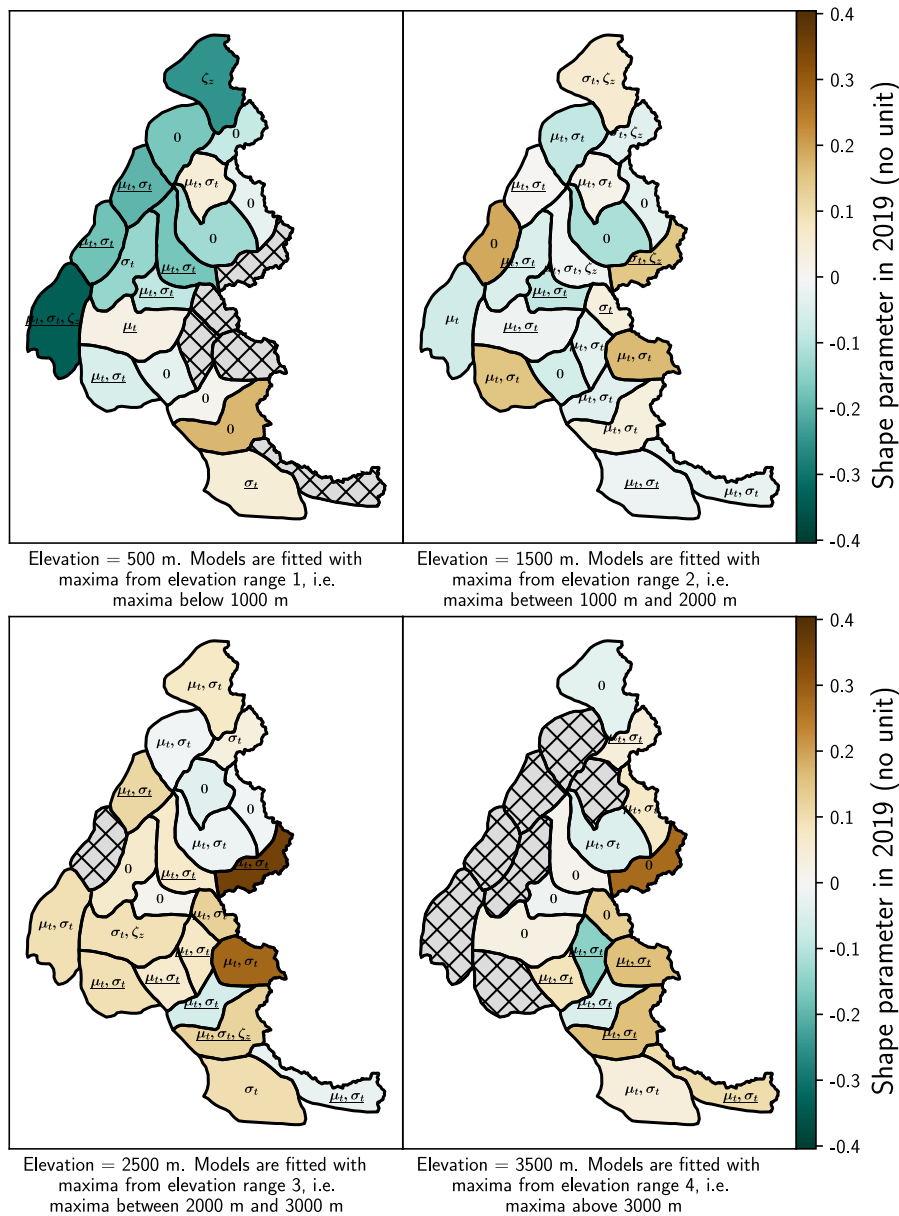 ζz
0
0
μt, σt
μt, σt
0
0
μt, σt
σt
μt, σt
μt, σt
μt, σt, ζz
μt
μt, σt
0
0
0
σt
Elevation = 500 m. Models are fitted with
maxima from elevation range 1, i.e.
maxima below 1000 m
σt, ζz
μt, σt
σt, ζz
μt, σt
0
μt, σt
μt, σt, ζz
σt, ζz
μt
σt
μt, σt
μt, σt
μt, σt
0
μt, σt
μt, σt
μt, σt
μt, σt
Elevation = 1500 m. Models are fitted with
maxima from elevation range 2, i.e.
maxima between 1000 m and 2000 m
0.4
0.3
0.2
0.1
0
-0.1
-0.2
-0.3
-0.4
Shape parameter in 2019 (no unit)
μt, σt
μt, σt
σt
μt, σt
0
0
μt, σt
0
μt, σt
μt, σt
0
μt, σt
μt, σt
σt, ζz
μt, σt
μt, σt
μt, σt
μt, σt
μt, σt
μt, σt, ζz
σt
μt, σt
Elevation = 2500 m. Models are fitted with
maxima from elevation range 3, i.e.
maxima between 2000 m and 3000 m
0
μt, σt
μt, σt
μt, σt
0
0
0
0
0
μt, σt
μt, σt
μt, σt
μt, σt
μt, σt
μt, σt
μt, σt
Elevation = 3500 m. Models are fitted with
maxima from elevation range 4, i.e.
maxima above 3000 m
0.4
0.3
0.2
0.1
0
-0.1
-0.2
-0.3
-0.4
Shape parameter in 2019 (no unit)